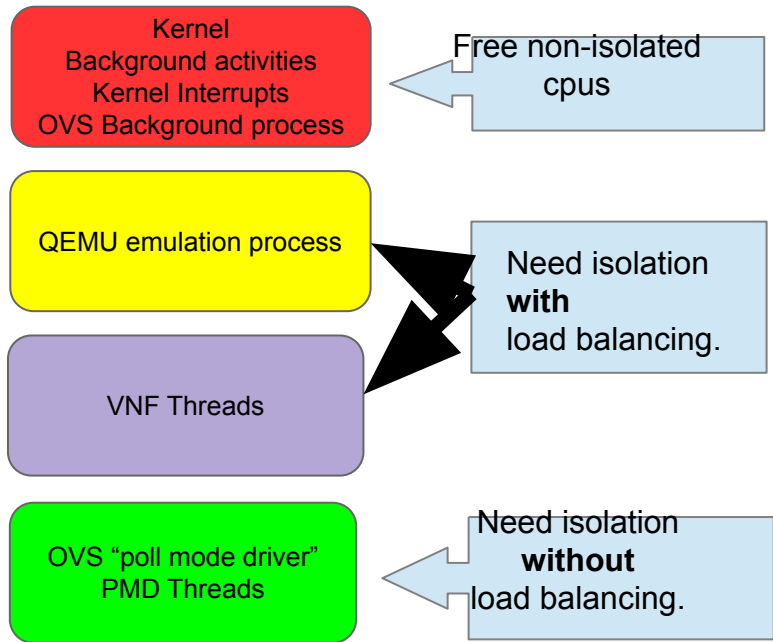 Kernel
Background activities
Kernel Interrupts
OVS Background process
Free non-isolated
cpus
QEMU emulation process
Need isolation
with
load balancing.
VNF Threads
OVS “poll mode driver”
PMD Threads
Need isolation
without
load balancing.